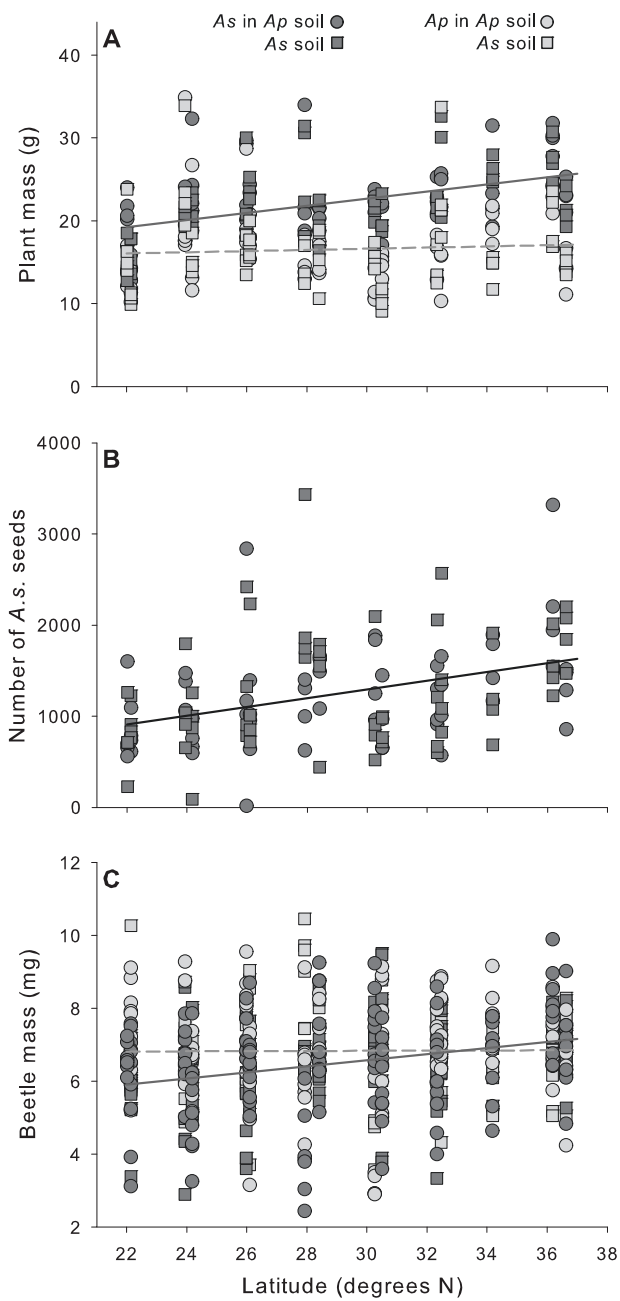 A
As in Ap soil
As soil
Ap in Ap soil
As soil
40
30
20
10
0
Plant mass (g)
B
4000
3000
2000
1000
0
Number of A.s. seeds
C
12
10
8
6
4
2
Beetle mass (mg)
22 24 26 28 30 32 34 36 38
Latitude (degrees N)